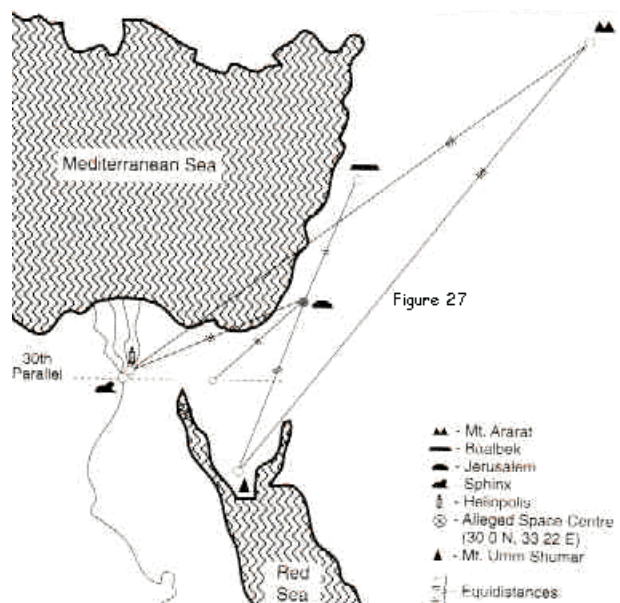 Mediterranean Sea
Figure 27
30th
Parallel
- Mt. Ararat
- Baalbek
- Jerusalem
- Sphinx
- Heliopolis
- Alleged Space Centre
(30 0 N, 33 22 E)
- Mt. Umm Shumar
- Equidistances
Red
Sea